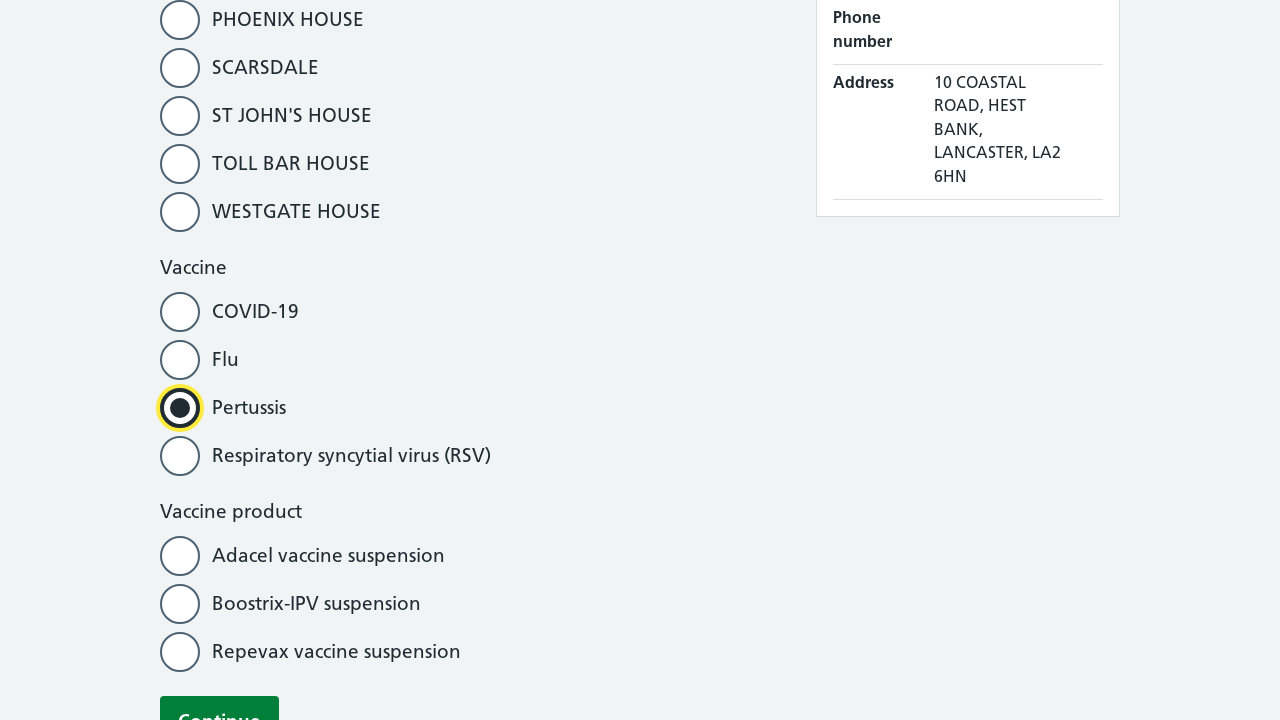 PHOENIX HOUSE
SCARSDALE
ST JOHN'S HOUSE
TOLL BAR HOUSE
WESTGATE HOUSE
Vaccine
COVID-19
Flu
Pertussis
Respiratory syncytial virus (RSV)
Vaccine product
Adacel vaccine suspension
Boostrix-IPV suspension
Repevax vaccine suspension
Continue
Phone
number
Address
10 COASTAL
ROAD, HEST
BANK,
LANCASTER, LA2
6HN